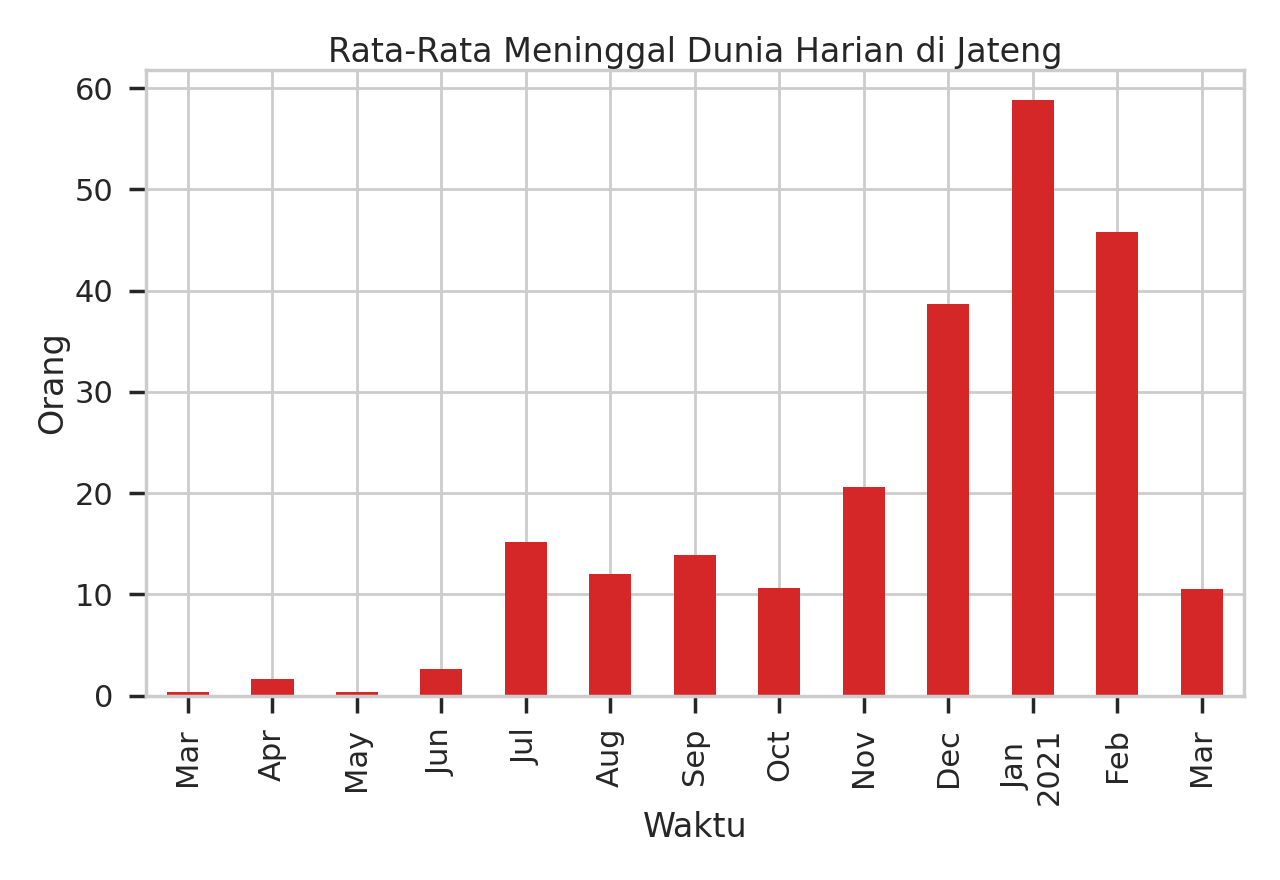 Rata-Rata Meninggal Dunia Harian di Jateng
60
50
40
30
20
10
0
Orang
Mar
Apr
May
Jun
Jul
Aug
Sep
Oct
Nov
Dec
Jan
2021
Feb
Mar
Waktu